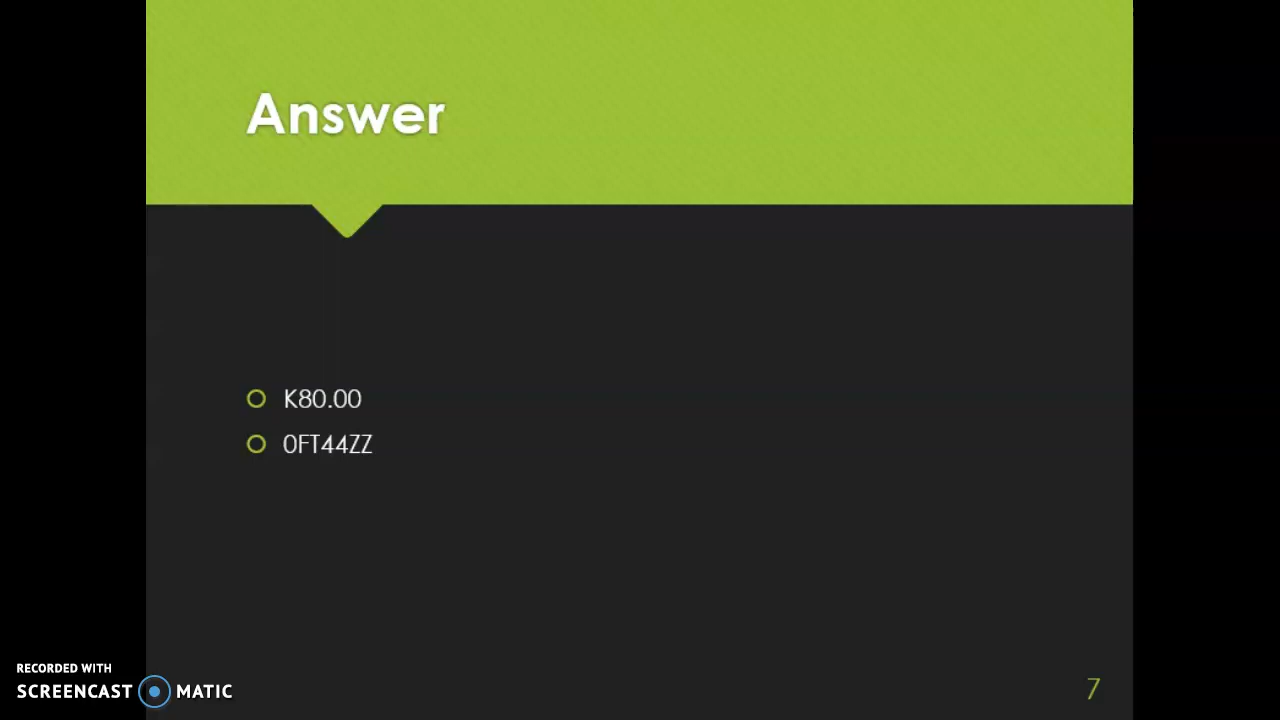 Answer
K80.00
0FT44ZZ
RECORDED WITH
SCREENCAST MATIC
7